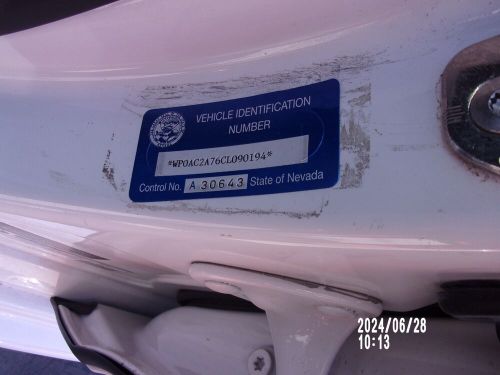 VEHICLE IDENTIFICATION
NUMBER
*WP0AC2A76CL090194*
Control No. A 30643 State of Nevada
2024/06/28
10:13